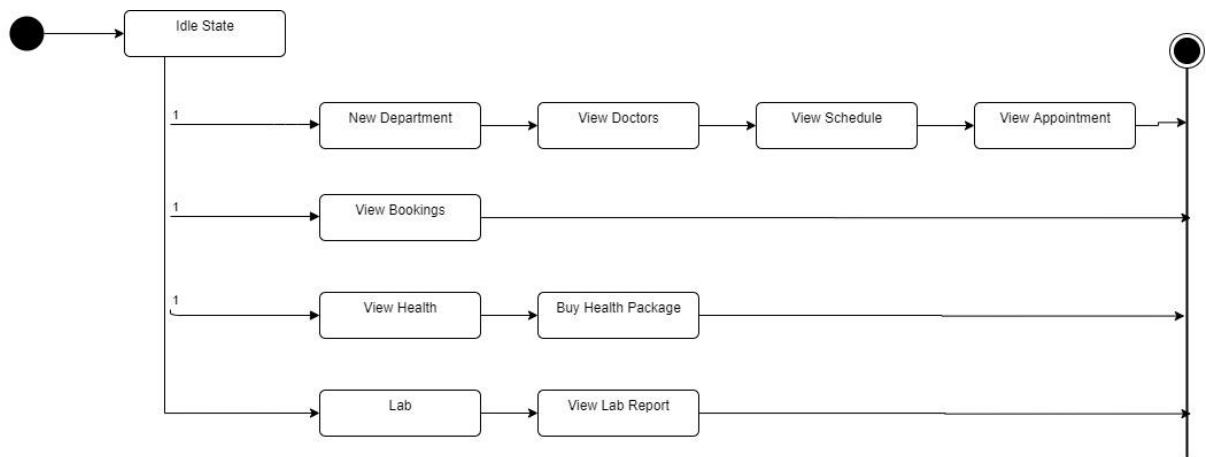 Idle State
1
New Department
View Doctors
View Schedule
View Appointment
1
View Bookings
1
View Health
Buy Health Package
Lab
View Lab Report